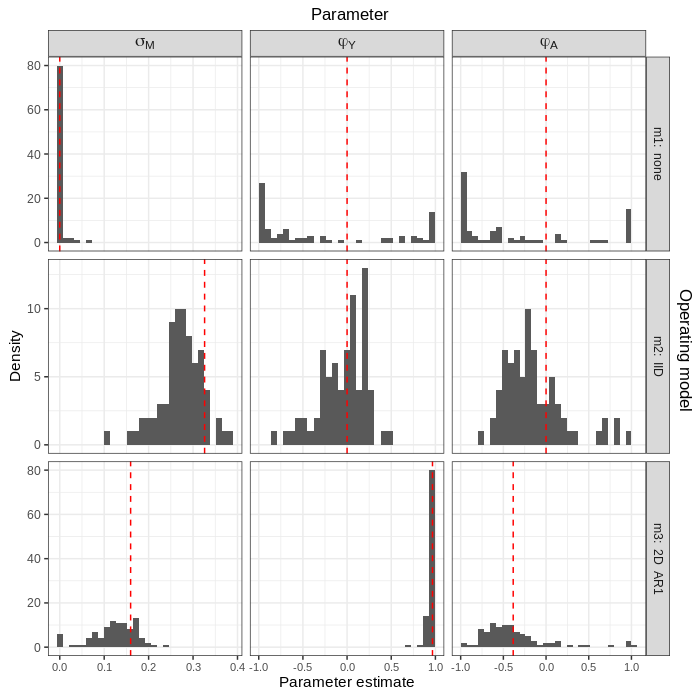 Parameter
σM
φY
φA
80
60
40
20
0
m1: none
10
5
0
m2: IID
80
60
40
20
0
m3: 2D AR1
Density
Operating model
0.0 0.1 0.2 0.3 0.4
-1.0 -0.5 0.0 0.5 1.0
-1.0 -0.5 0.0 0.5 1.0
Parameter estimate